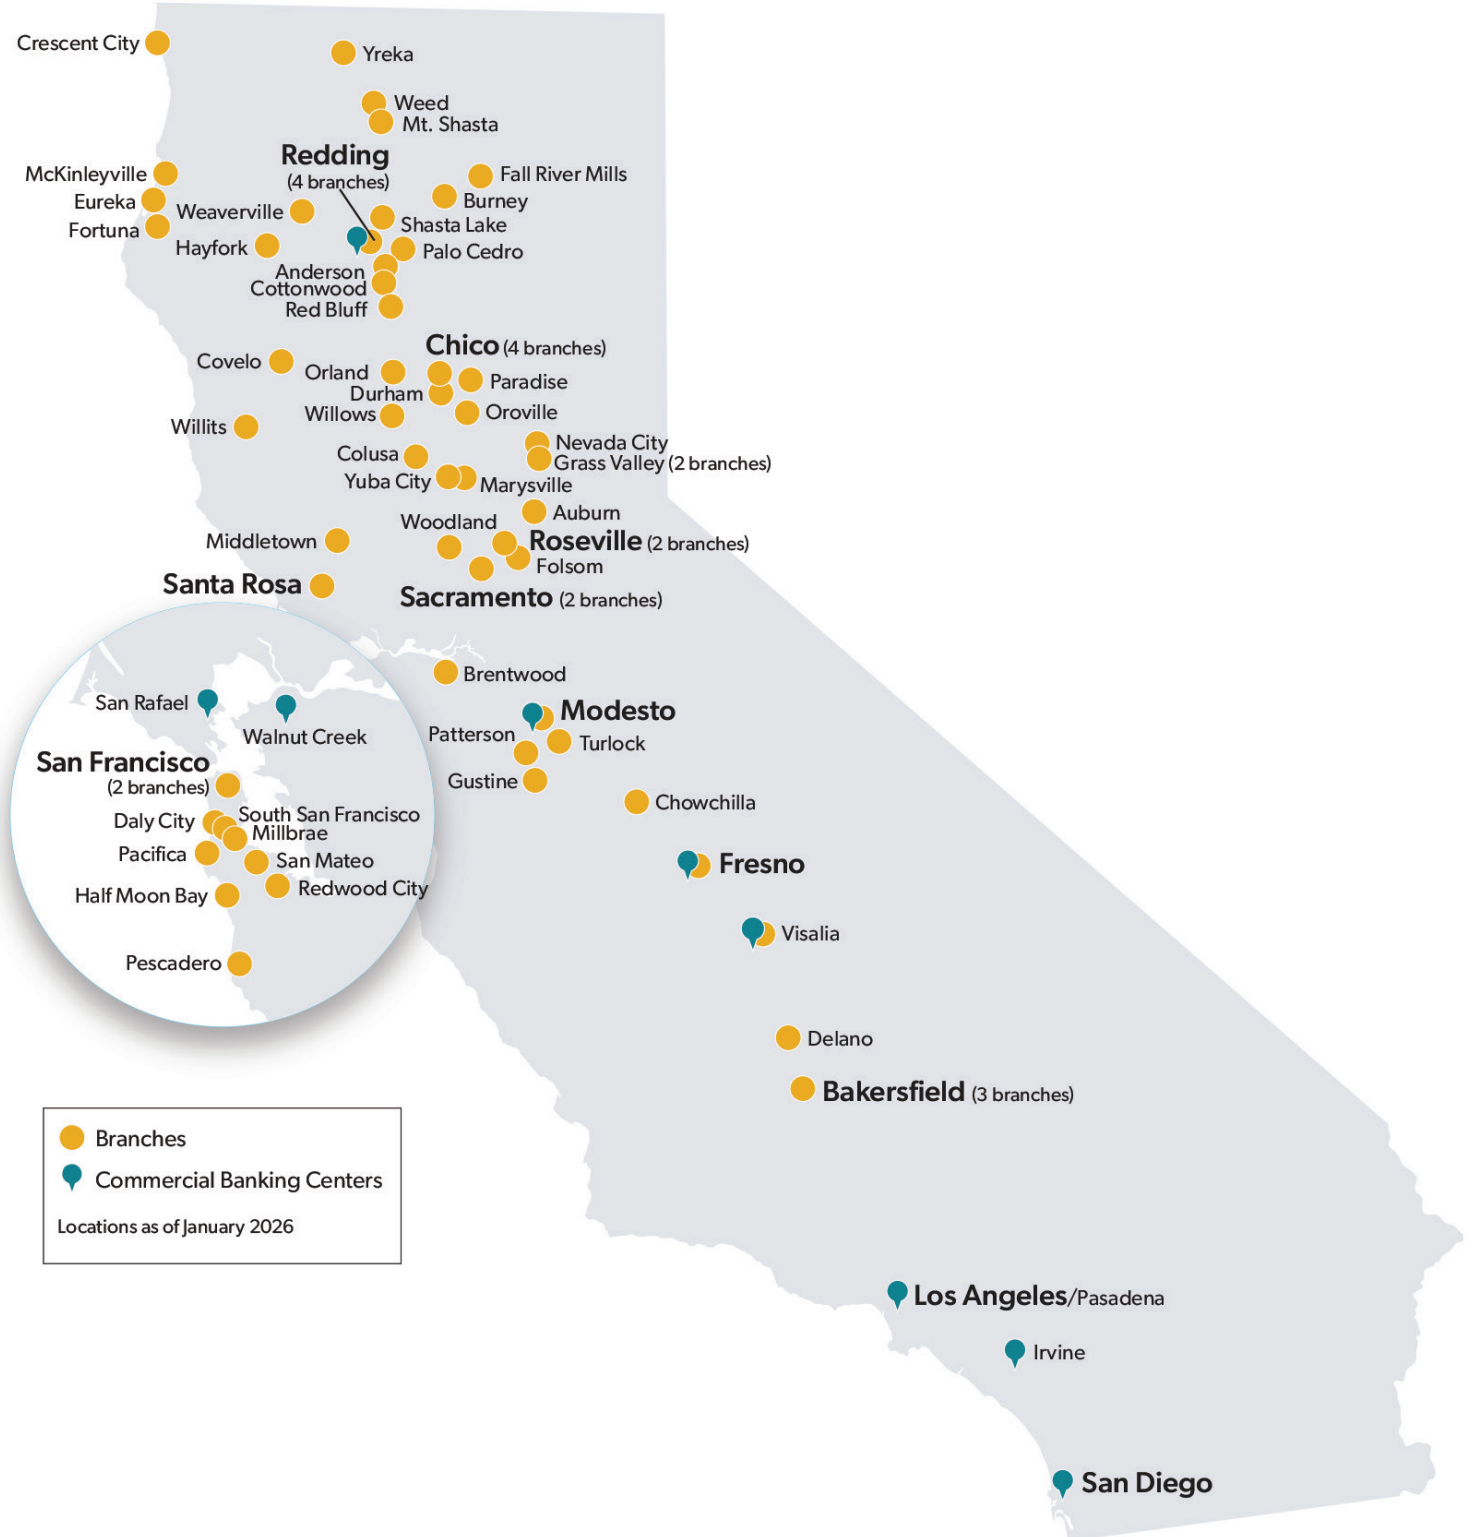 Crescent City
Yreka
Weed
Mt. Shasta
Redding
(4 branches)
McKinleyville
Fall River Mills
Eureka
Burney
Weaverville
Fortuna
Shasta Lake
Hayfork
Palo Cedro
Anderson
Cottonwood
Red Bluff
Chico (4 branches)
Covelo
Orland
Paradise
Durham
Willows
Oroville
Willits
Nevada City
Colusa
Grass Valley (2 branches)
Yuba City
Marysville
Auburn
Woodland
Middletown
Roseville (2 branches)
Folsom
Santa Rosa
Sacramento (2 branches)
Brentwood
San Rafael
Walnut Creek
Modesto
Patterson
Turlock
San Francisco
(2 branches)
Gustine
Chowchilla
South San Francisco
Daly City
Millbrae
Pacifica
San Mateo
Fresno
Redwood City
Half Moon Bay
Visalia
Pescadero
Delano
Bakersfield (3 branches)
Branches
Commercial Banking Centers
Locations as of January 2026
Los Angeles/Pasadena
Irvine
San Diego